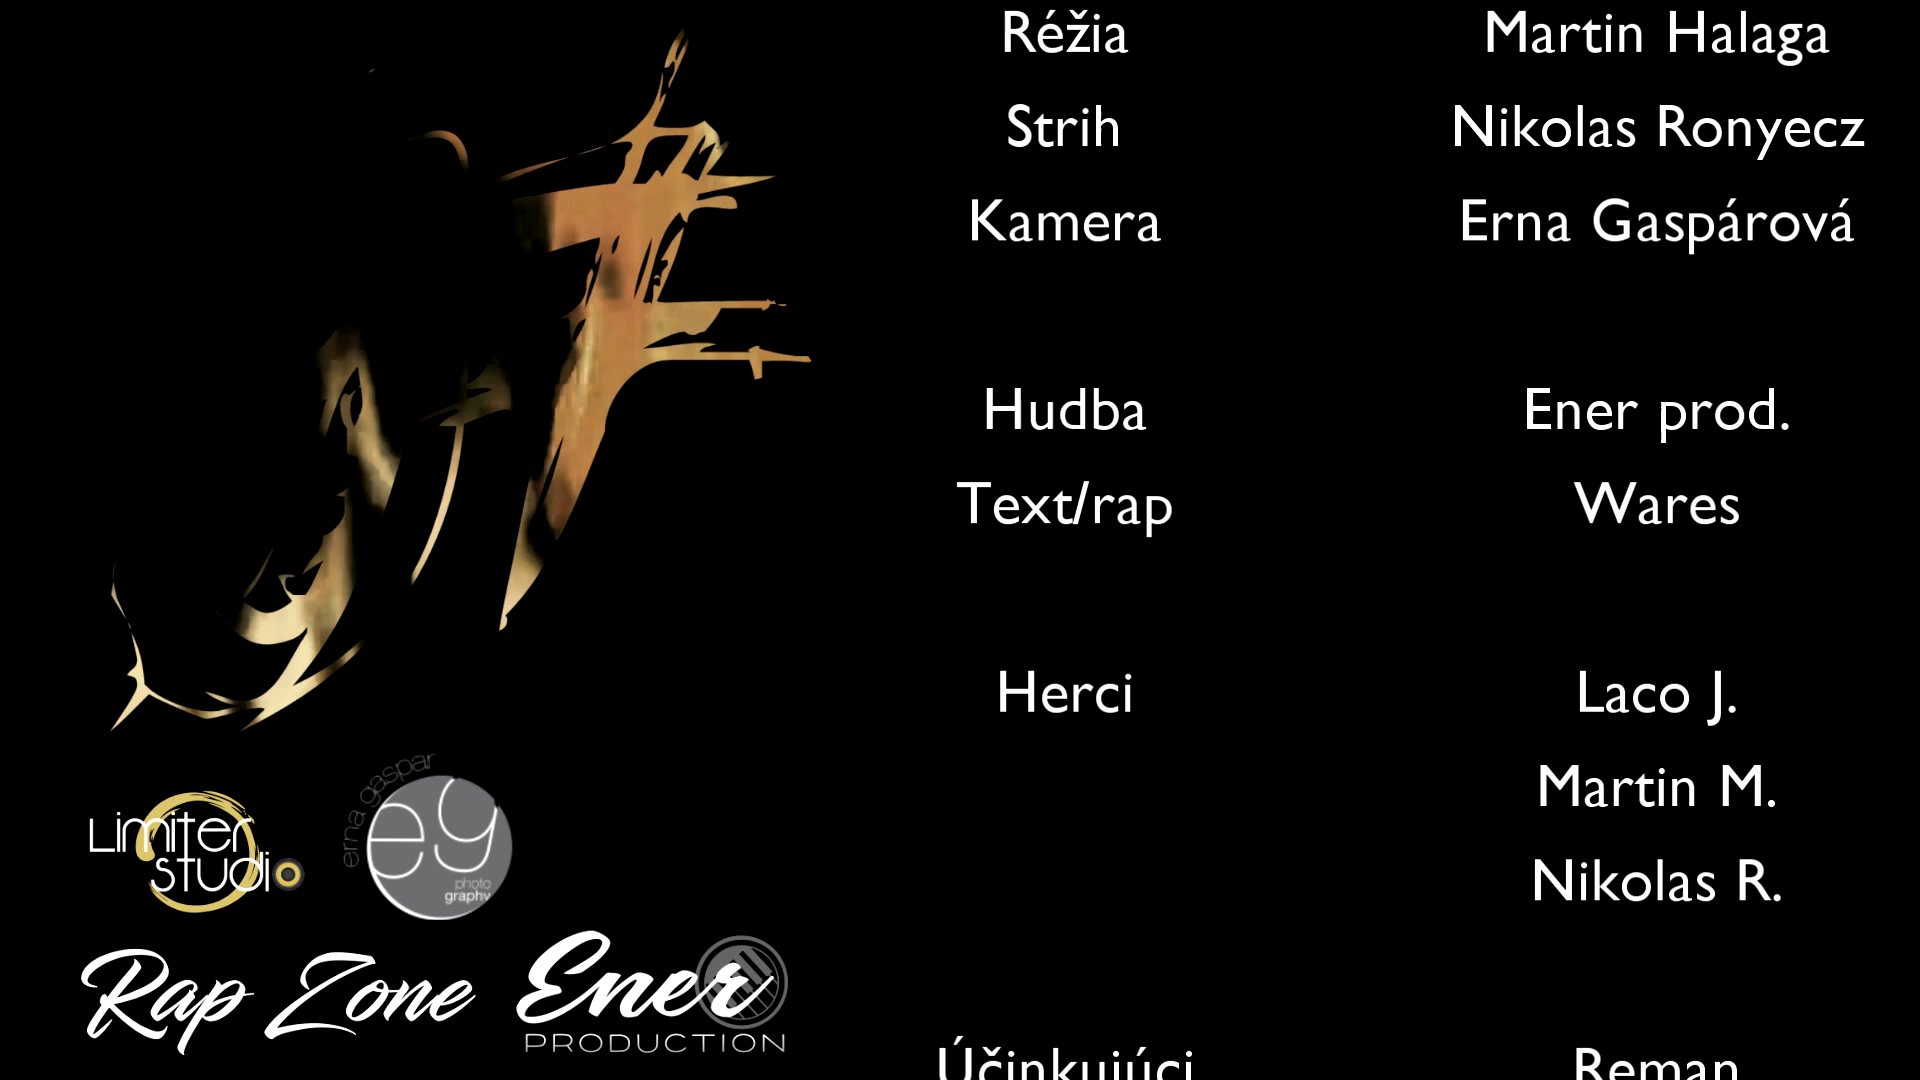 Réžia Martin Halaga
Strih Nikolas Ronyecz
Kamera Erna Gaspárová
Hudba Ener prod.
Text/rap Wares
Herci Laco J.
Martin M.
Nikolas R.
Účinkujúci Reman
Limiter
studio
erna gaspar
eg
photo
graphy
Rap Zone
Ener
PRODUCTION